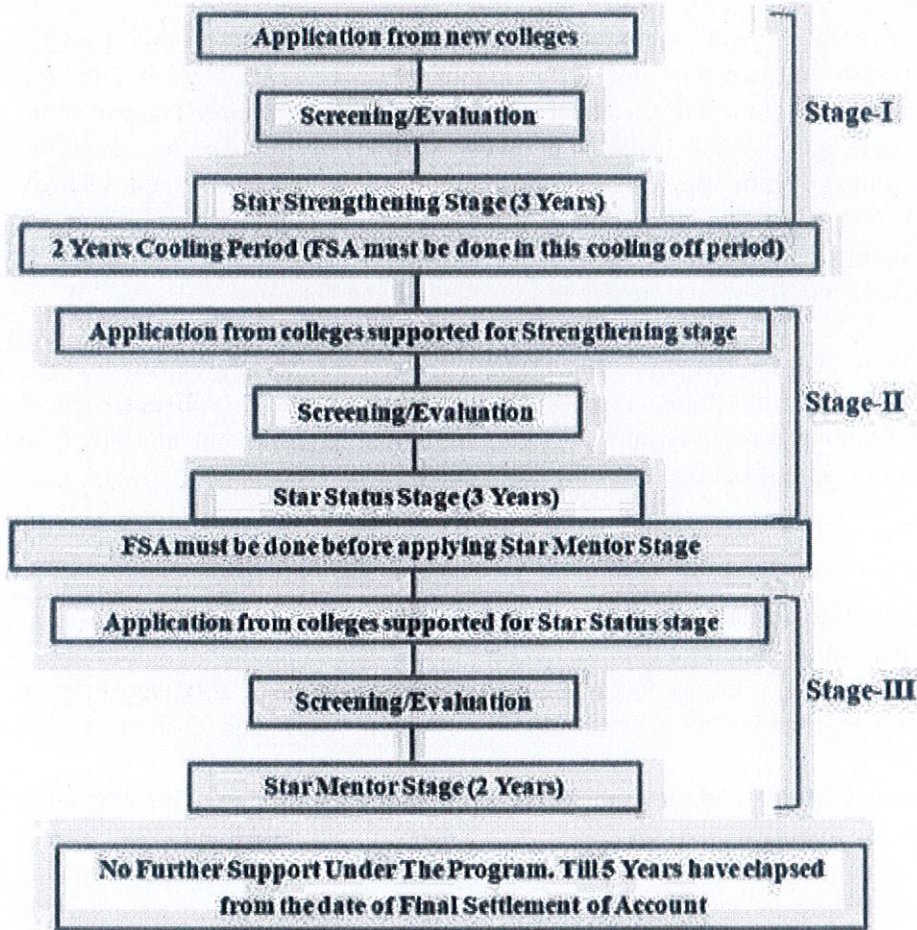 Application from new colleges
Screening/Evaluation
Stage-I
Star Strengthening Stage (3 Years)
2 Years Cooling Period (FSA must be done in this cooling off period)
Application from colleges supported for Strengthening stage
Screening/Evaluation
Stage-II
Star Status Stage (3 Years)
FSA must be done before applying Star Mentor Stage
Application from colleges supported for Star Status stage
Screening/Evaluation
Stage-III
Star Mentor Stage (2 Years)
No Further Support Under The Program. Till 5 Years have elapsed
from the date of Final Settlement of Account